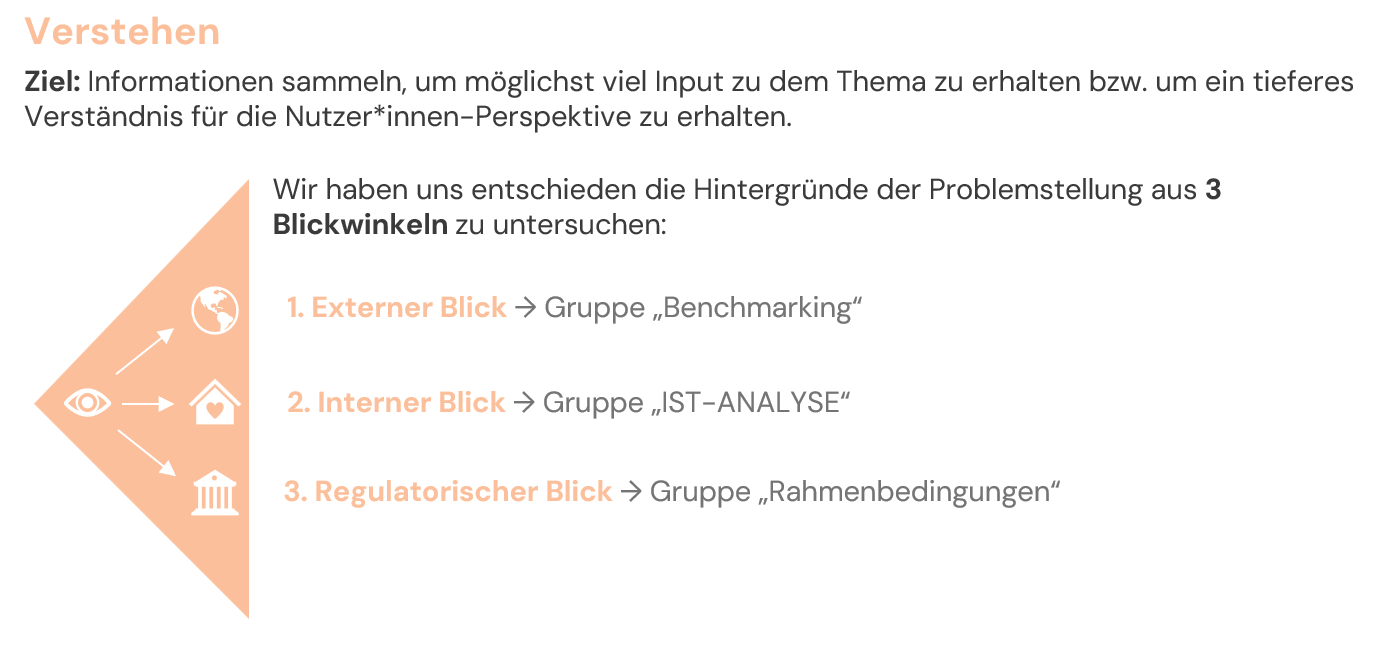 Verstehen
Ziel: Informationen sammeln, um möglichst viel Input zu dem Thema zu erhalten bzw. um ein tieferes
Verständnis für die Nutzer*innen-Perspektive zu erhalten.
Wir haben uns entschieden die Hintergründe der Problemstellung aus 3
Blickwinkeln zu untersuchen:
1. Externer Blick → Gruppe „Benchmarking“
2. Interner Blick → Gruppe „IST-ANALYSE“
3. Regulatorischer Blick → Gruppe „Rahmenbedingungen“